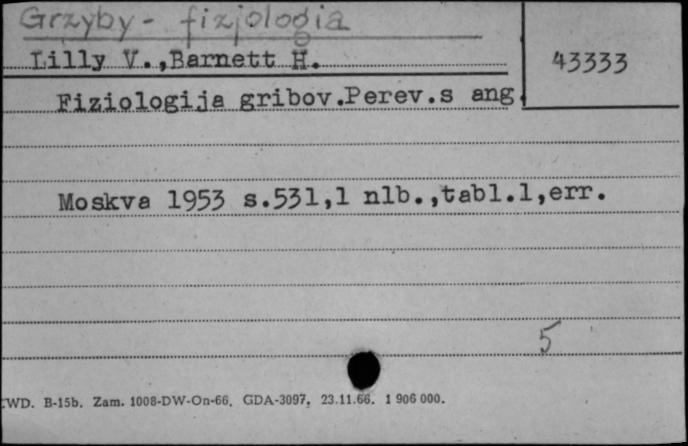 Grzyby - fizjologia
Lilly V.,Barnett H.
43333
Fiziologija gribov.Perev.s ang.
Moskva 1953 s.531,1 nlb.,tabl.1,err.
5
WD. B-15b. Zam. 1008-DW-On-66. GDA-3097. 23.11.66. 1 906 000.